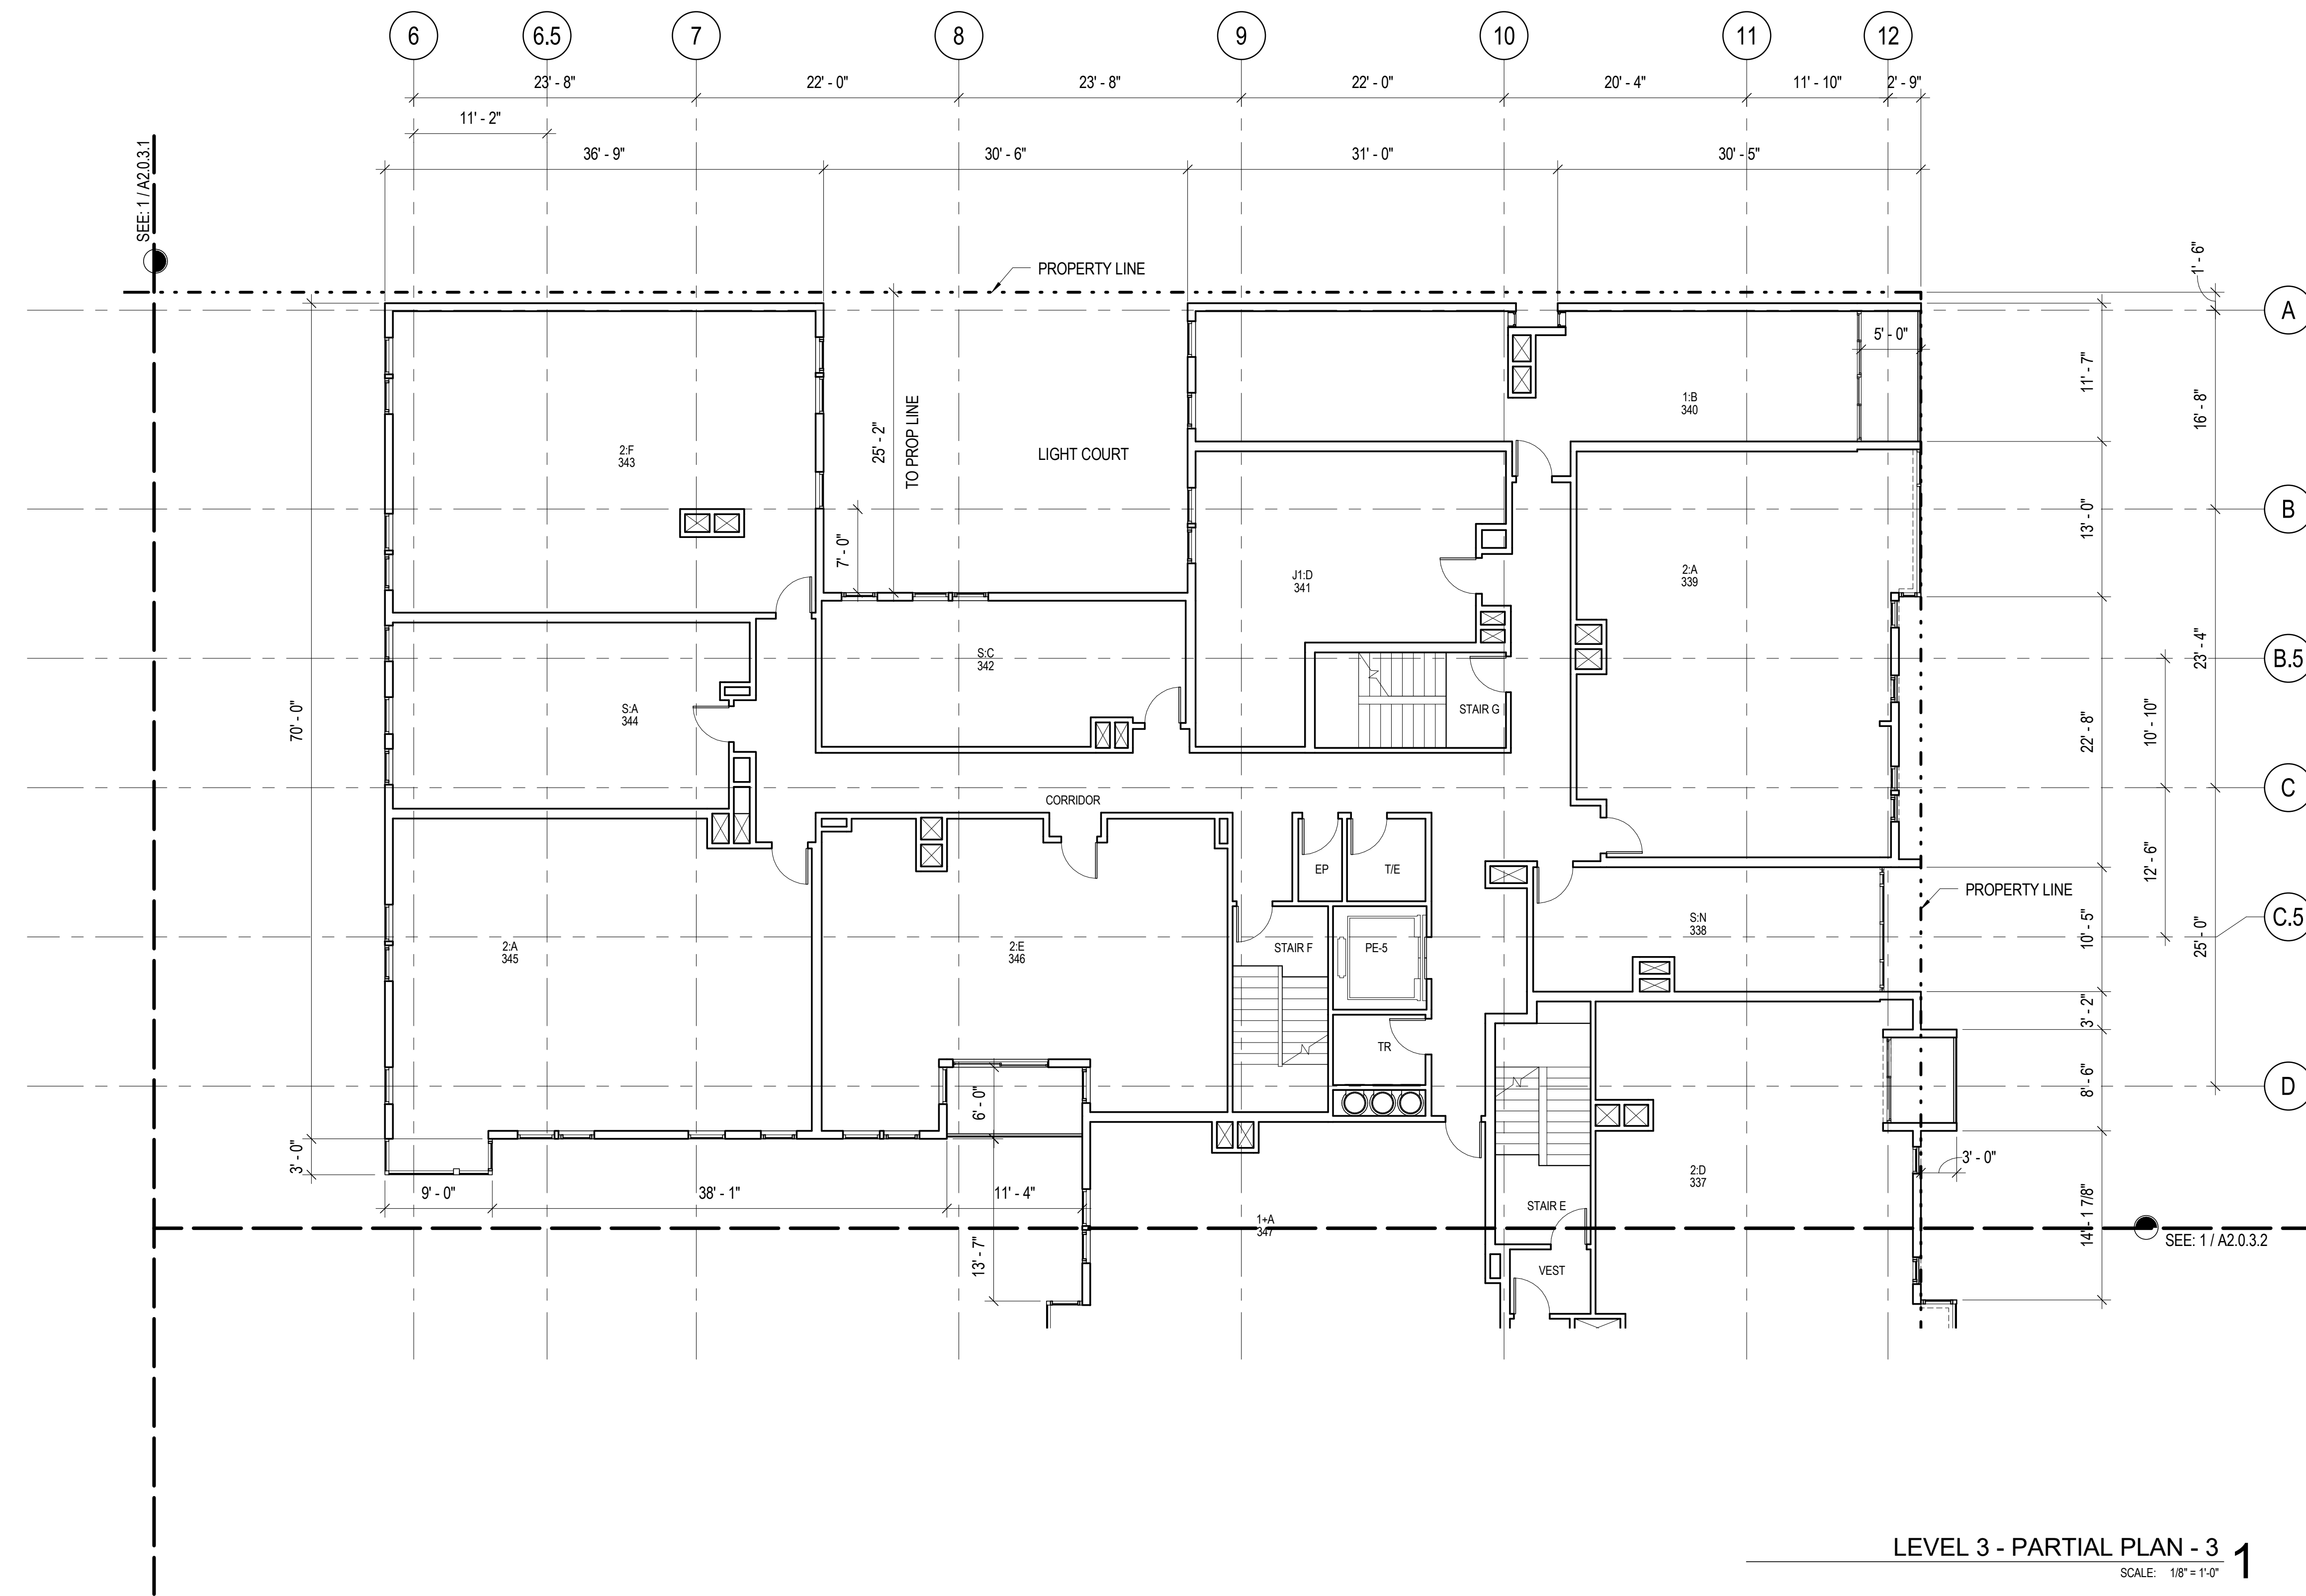 6
6.5
7
8
9
10
11
12
23' - 8"
22' - 0"
23' - 8"
22' - 0"
20' - 4"
11' - 10"
2' - 9"
11' - 2"
36' - 9"
30' - 6"
31' - 0"
30' - 5"
SEE: 1 / A2.0.3.1
PROPERTY LINE
1' - 6"
A
5' - 0"
11' - 7"
16' - 8"
1:B
340
25' - 2"
TO PROP LINE
LIGHT COURT
2:F
343
B
13' - 0"
7' - 0"
J1:D
341
2:A
339
S:C
342
23' - 4"
B.5
S:A
344
STAIR G
70' - 0"
22' - 8"
10' - 10"
C
CORRIDOR
EP
T/E
12' - 6"
PROPERTY LINE
2:A
345
2:E
346
STAIR F
PE-5
S:N
338
10' - 5"
25' - 0"
C.5
3' - 2"
TR
8' - 6"
D
6' - 0"
3' - 0"
3' - 0"
2:D
337
9' - 0"
38' - 1"
11' - 4"
STAIR E
14' - 1 7/8"
1+A
347
SEE: 1 / A2.0.3.2
13' - 7"
VEST
LEVEL 3 - PARTIAL PLAN - 3
1
SCALE: 1/8" = 1'-0"